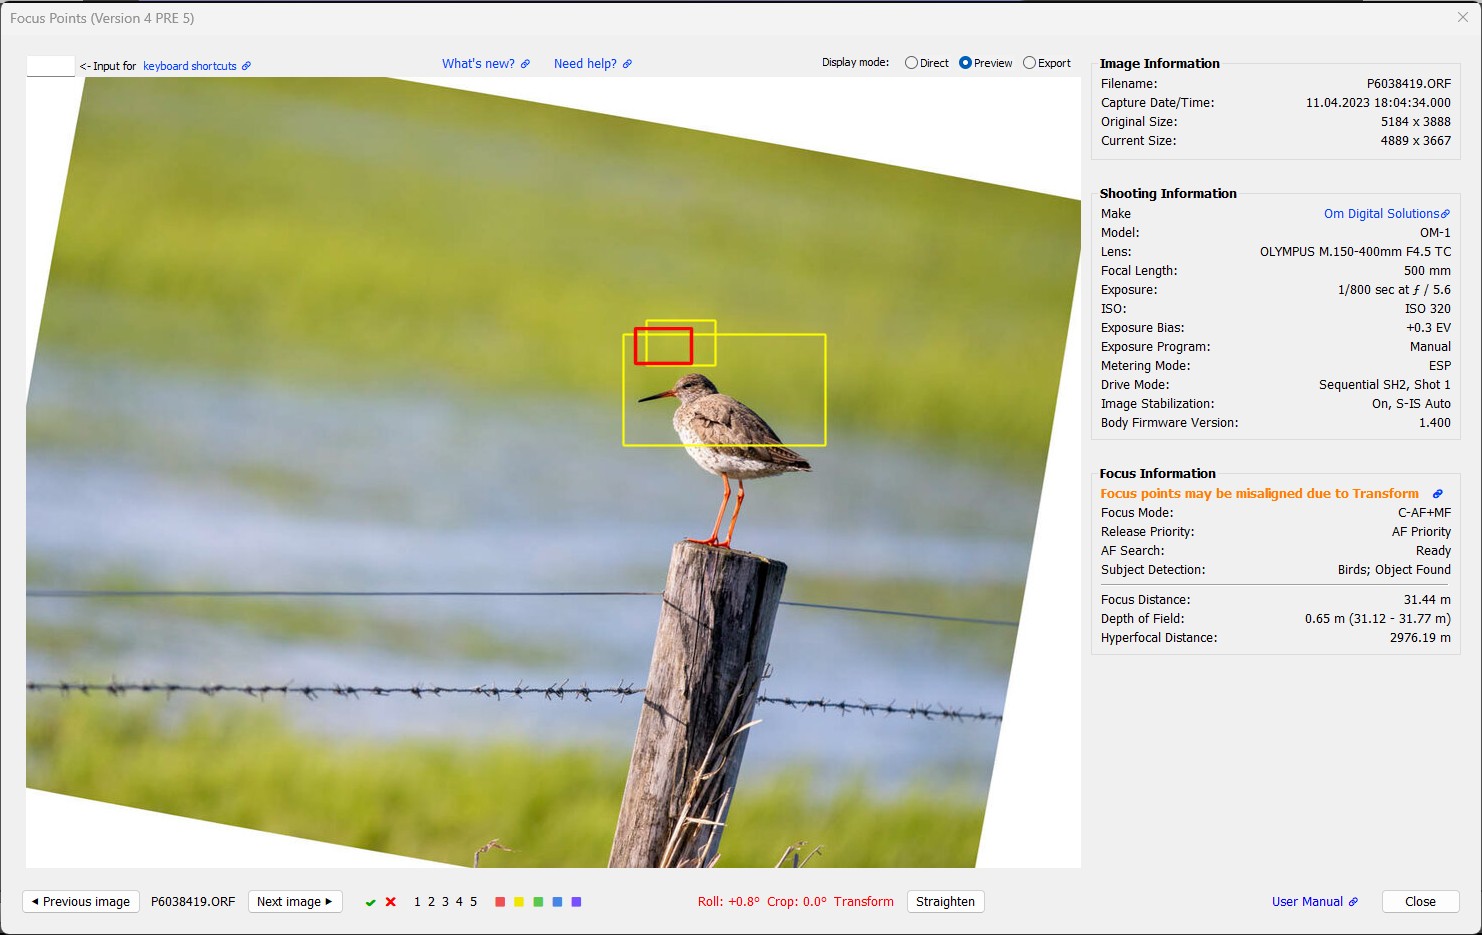 Focus Points (Version 4 PRE 5)
<- Input for keyboard shortcuts
What's new?
Need help?
Display mode: Direct Preview Export
Image Information
Filename: P6038419.ORF
Capture Date/Time: 11.04.2023 18:04:34.000
Original Size: 5184 x 3888
Current Size: 4889 x 3667
Shooting Information
Make Om Digital Solutions
Model: OM-1
Lens: OLYMPUS M.150-400mm F4.5 TC
Focal Length: 500 mm
Exposure: 1/800 sec at ƒ / 5.6
ISO: ISO 320
Exposure Bias: +0.3 EV
Exposure Program: Manual
Metering Mode: ESP
Drive Mode: Sequential SH2, Shot 1
Image Stabilization: On, S-IS Auto
Body Firmware Version: 1.400
Focus Information
Focus points may be misaligned due to Transform
Focus Mode: C-AF+MF
Release Priority: AF Priority
AF Search: Ready
Subject Detection: Birds; Object Found
Focus Distance: 31.44 m
Depth of Field: 0.65 m (31.12 - 31.77 m)
Hyperfocal Distance: 2976.19 m
Previous image P6038419.ORF Next image 1 2 3 4 5 Roll: +0.8° Crop: 0.0° Transform Straighten User Manual Close